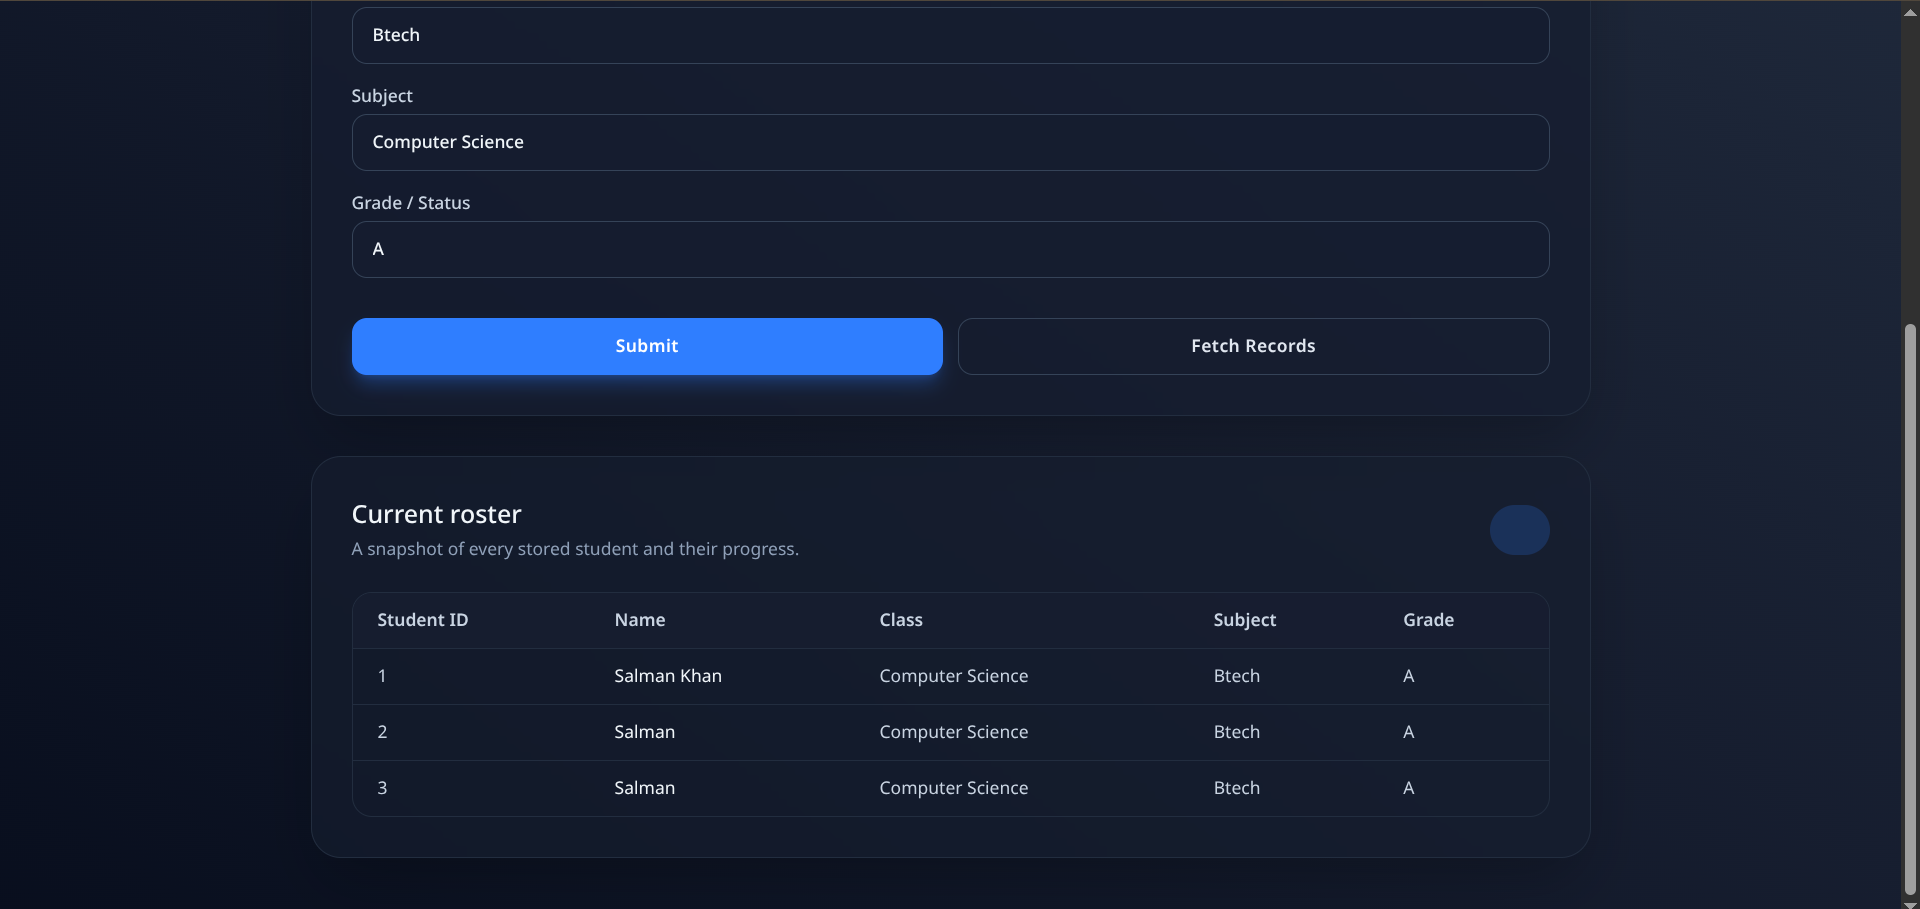 Btech
Subject
Computer Science
Grade / Status
A
Submit Fetch Records
Current roster
A snapshot of every stored student and their progress.
Student ID Name Class Subject Grade
1 Salman Khan Computer Science Btech A
2 Salman Computer Science Btech A
3 Salman Computer Science Btech A